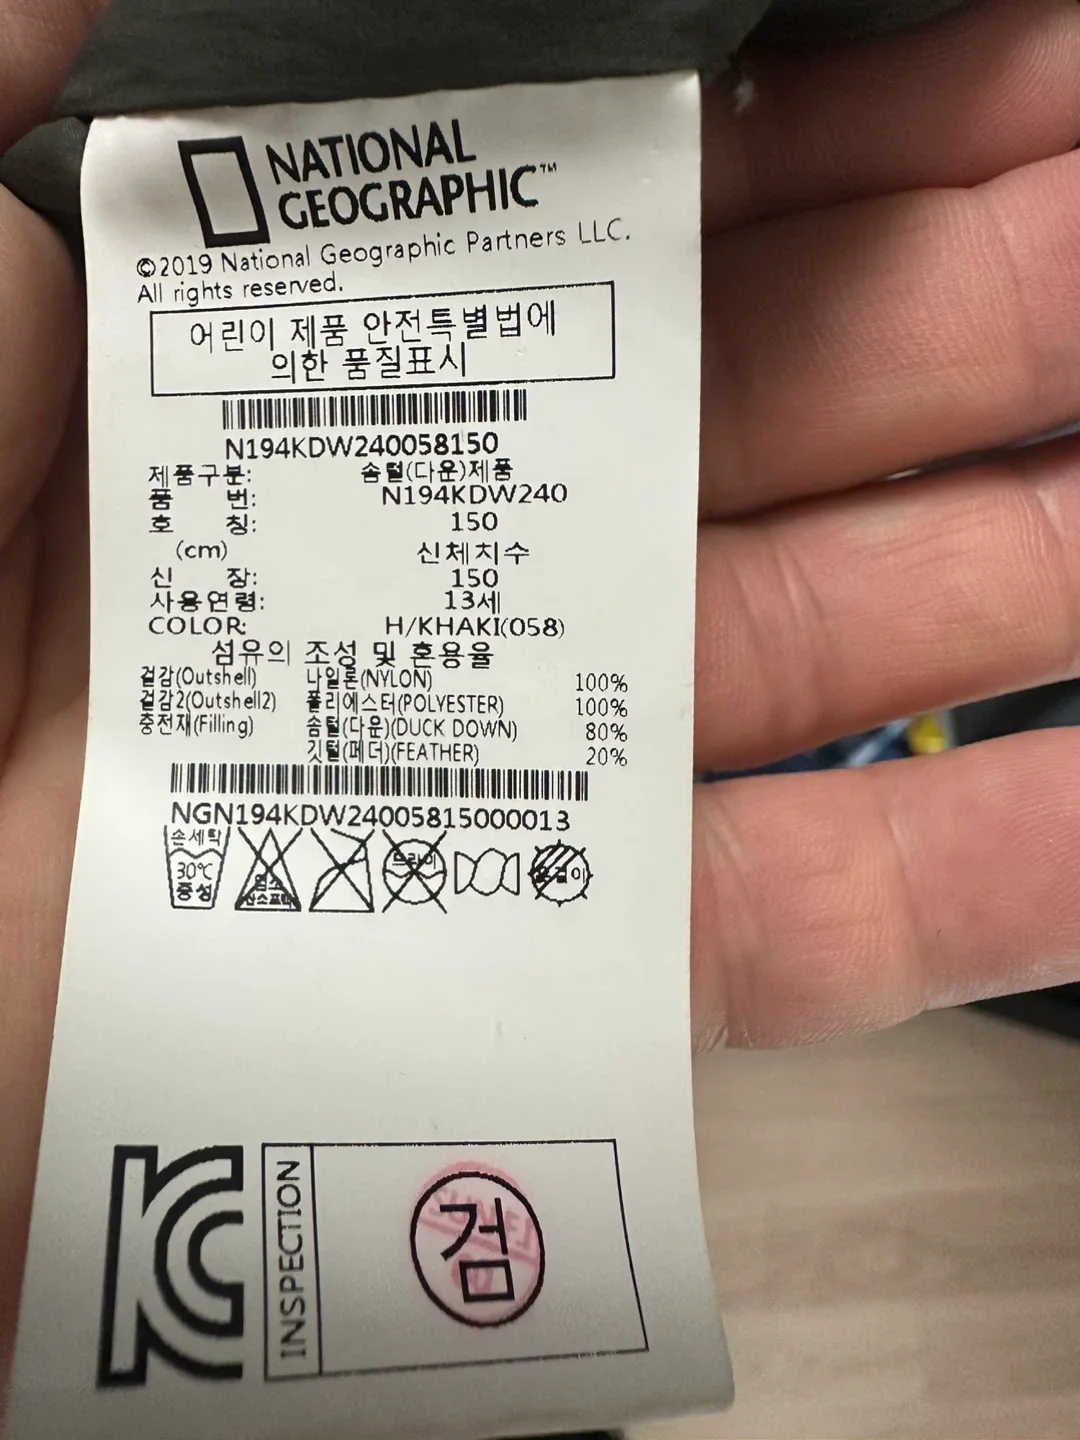 NATIONAL
GEOGRAPHIC™
©2019 National Geographic Partners LLC.
All rights reserved.
어린이 제품 안전특별법에
의한 품질표시
N194KDW240058150
제품구분: 솜털(다운)제품
품 번: N194KDW240
호 칭: 150
(cm) 신체치수
신 장: 150
사용연령: 13세
COLOR: H/KHAKI(058)
섬유의 조성 및 혼용율
겉감(Outshell) 나일론(NYLON) 100%
겉감2(Outshell2) 폴리에스터(POLYESTER) 100%
충전재(Filling) 솜털(다운)(DUCK DOWN) 80%
깃털(페더)(FEATHER) 20%
NGN194KDW24005815000013
손세탁
30℃
중성
드라이
옷걸이
KC
INSPECTION
검